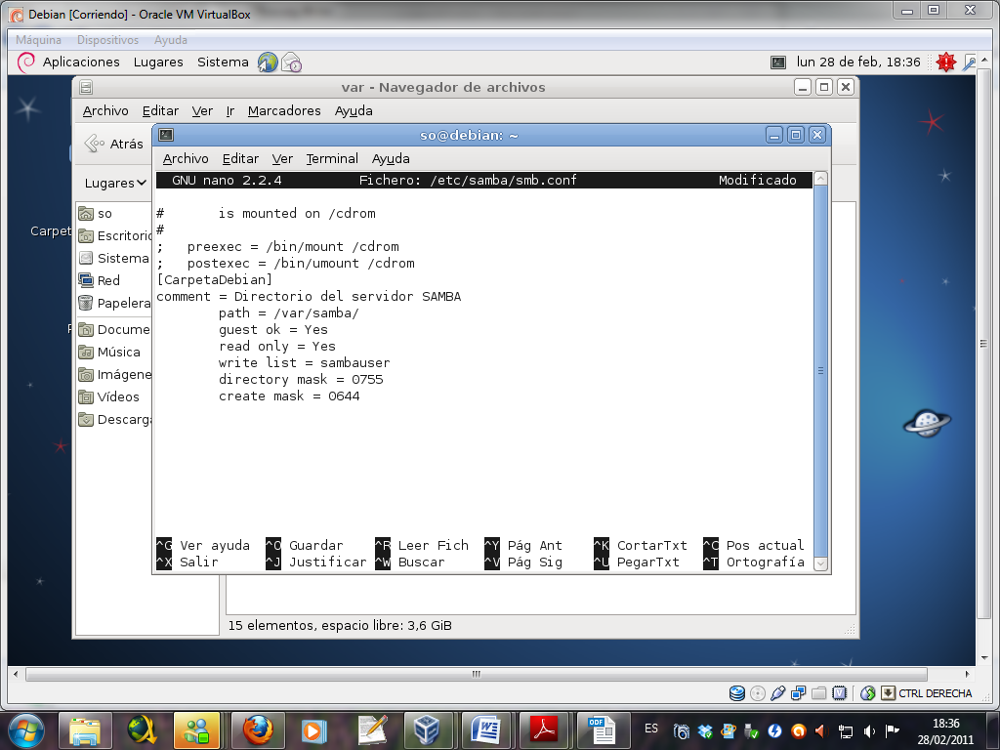 Debian [Corriendo] - Oracle VM VirtualBox
Máquina Dispositivos Ayuda
Aplicaciones Lugares Sistema lun 28 de feb, 18:36
var - Navegador de archivos
Archivo Editar Ver Ir Marcadores Ayuda
Atrás
Lugares
so
Escritorio
Sistema
Red
Papelera
Docume
Música
Imágene
Vídeos
Descarga
Carpet
15 elementos, espacio libre: 3,6 GiB
so@debian: ~
Archivo Editar Ver Terminal Ayuda
GNU nano 2.2.4 Fichero: /etc/samba/smb.conf Modificado
# is mounted on /cdrom
#
; preexec = /bin/mount /cdrom
; postexec = /bin/umount /cdrom
[CarpetaDebian]
comment = Directorio del servidor SAMBA
path = /var/samba/
guest ok = Yes
read only = Yes
write list = sambauser
directory mask = 0755
create mask = 0644
^G Ver ayuda ^O Guardar ^R Leer Fich ^Y Pág Ant ^K CortarTxt ^C Pos actual
^X Salir ^J Justificar ^W Buscar ^V Pág Sig ^U PegarTxt ^T Ortografía
CTRL DERECHA
ODF
ES
18:36
28/02/2011